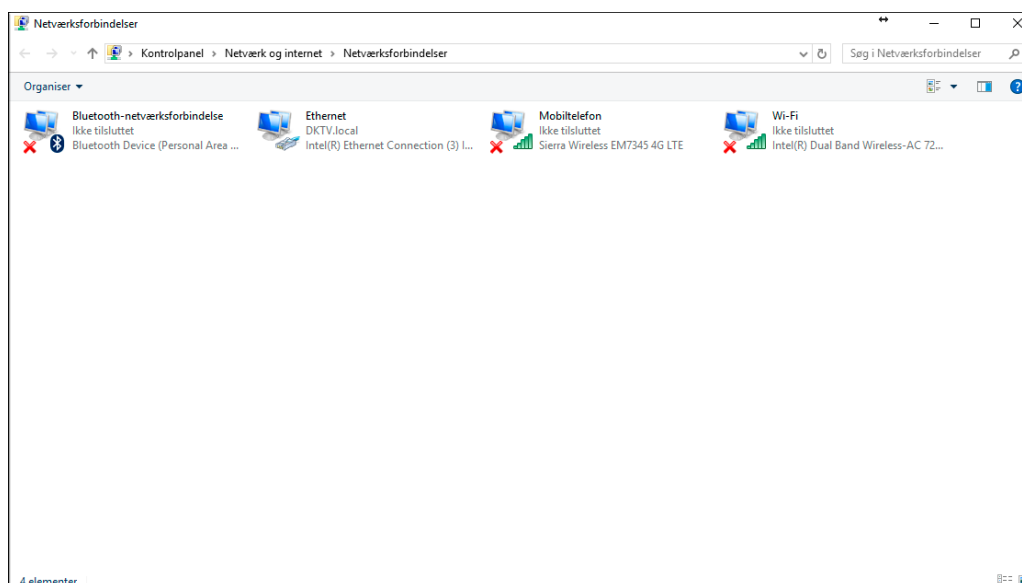 Netværksforbindelser
Kontrolpanel > Netværk og internet > Netværksforbindelser
Søg i Netværksforbindelser
Organiser
Bluetooth-netværksforbindelse
Ikke tilsluttet
Bluetooth Device (Personal Area ...
Ethernet
DKTV.local
Intel(R) Ethernet Connection (3) I...
Mobiltelefon
Ikke tilsluttet
Sierra Wireless EM7345 4G LTE
Wi-Fi
Ikke tilsluttet
Intel(R) Dual Band Wireless-AC 72...
4 elementer